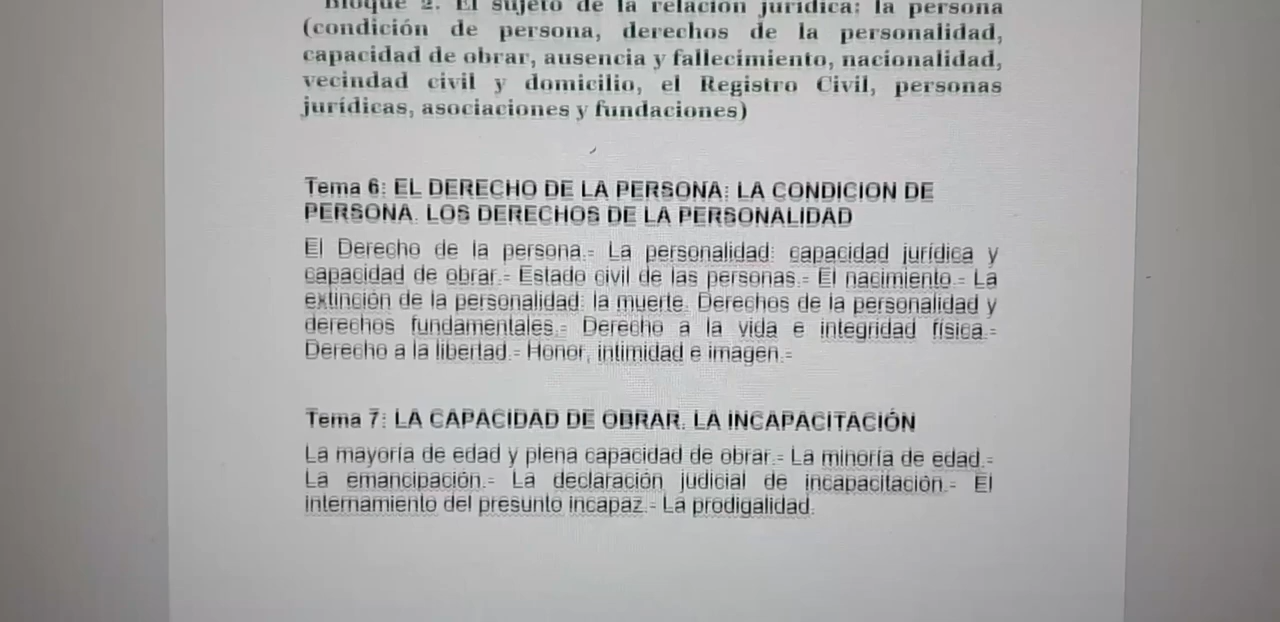 Bloque 2. El sujeto de la relación jurídica: la persona
(condición de persona, derechos de la personalidad,
capacidad de obrar, ausencia y fallecimiento, nacionalidad,
vecindad civil y domicilio, el Registro Civil, personas
jurídicas, asociaciones y fundaciones)
Tema 6: EL DERECHO DE LA PERSONA: LA CONDICION DE
PERSONA. LOS DERECHOS DE LA PERSONALIDAD
El Derecho de la persona.- La personalidad: capacidad jurídica y
capacidad de obrar.- Estado civil de las personas.- El nacimiento.- La
extinción de la personalidad: la muerte. Derechos de la personalidad y
derechos fundamentales.- Derecho a la vida e integridad física.-
Derecho a la libertad.- Honor, intimidad e imagen.-
Tema 7: LA CAPACIDAD DE OBRAR. LA INCAPACITACIÓN
La mayoría de edad y plena capacidad de obrar.- La minoría de edad.-
La emancipación.- La declaración judicial de incapacitación.- El
internamiento del presunto incapaz.- La prodigalidad.